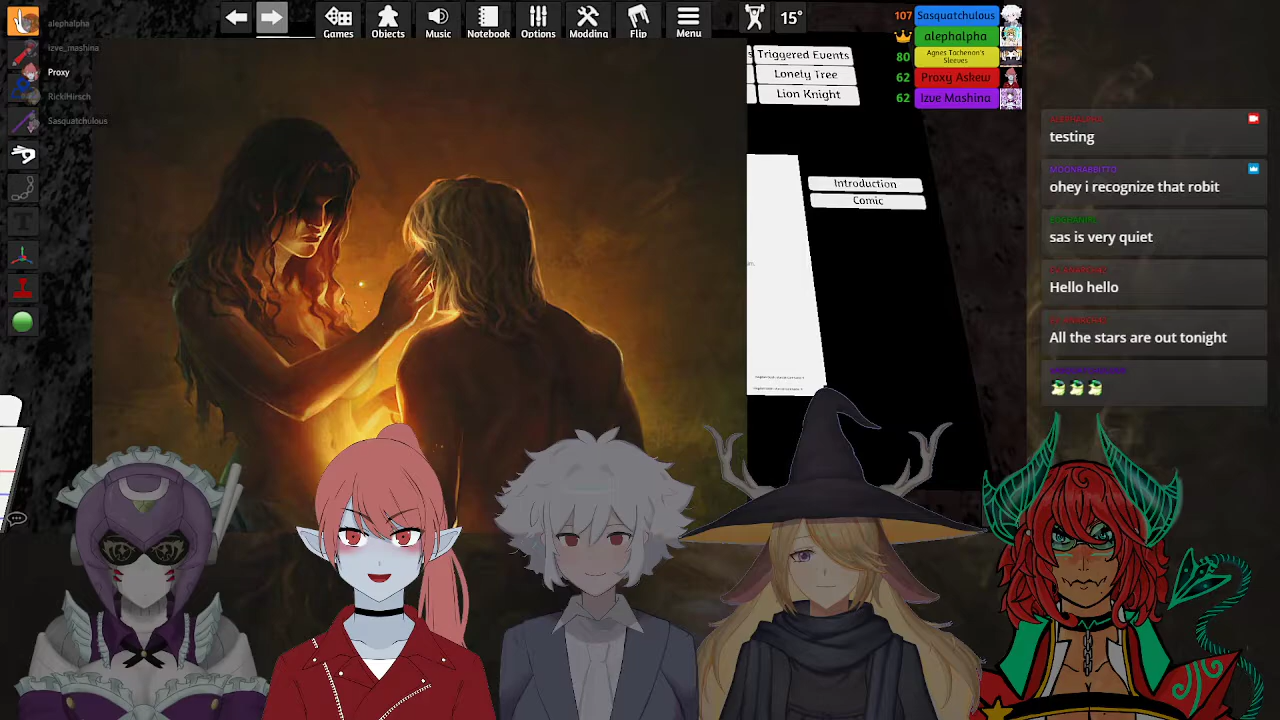 alephalpha
izve_mashina
Proxy
RickiHirsch
Sasquatchulous
Games
Objects
Music
Notebook
Options
Modding
Flip
Menu
15°
107 Sasquatchulous
alephalpha
80 Agnes Tachenon's Sleeves
62 Proxy Askew
62 Izve Mashina
Triggered Events
Lonely Tree
Lion Knight
Introduction
Comic
testing
MOONRABBITTO
ohey i recognize that robit
sas is very quiet
Hello hello
All the stars are out tonight